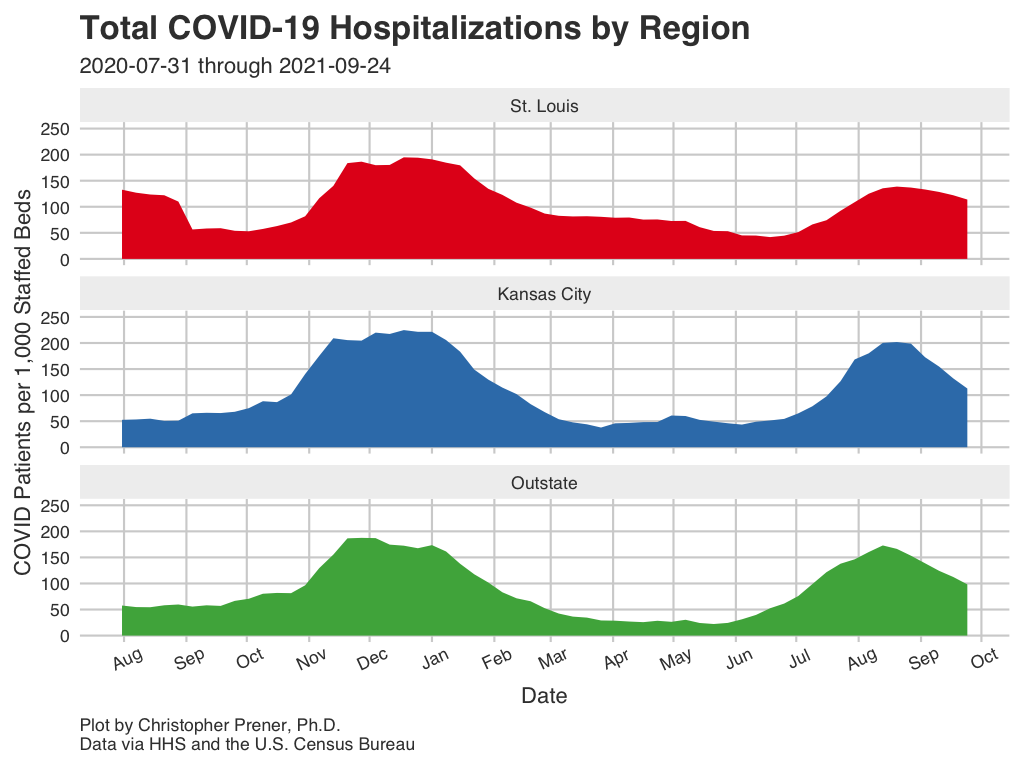 Total COVID-19 Hospitalizations by Region
2020-07-31 through 2021-09-24
COVID Patients per 1,000 Staffed Beds
St. Louis
250
200
150
100
50
0
Kansas City
250
200
150
100
50
0
Outstate
250
200
150
100
50
0
Aug Sep Oct Nov Dec Jan Feb Mar Apr May Jun Jul Aug Sep Oct
Date
Plot by Christopher Prener, Ph.D.
Data via HHS and the U.S. Census Bureau